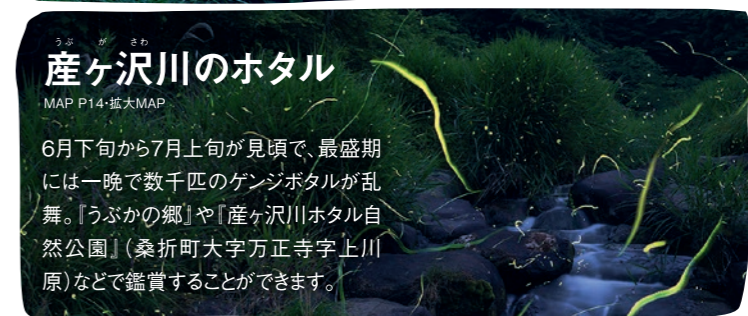 うぶ が さわ
産ヶ沢川のホタル
MAP P14・拡大MAP
6月下旬から7月上旬が見頃で、最盛期
には一晩で数千匹のゲンジボタルが乱
舞。『うぶかの郷』や『産ヶ沢川ホタル自
然公園』（桑折町大字万正寺字上川
原）などで鑑賞することができます。